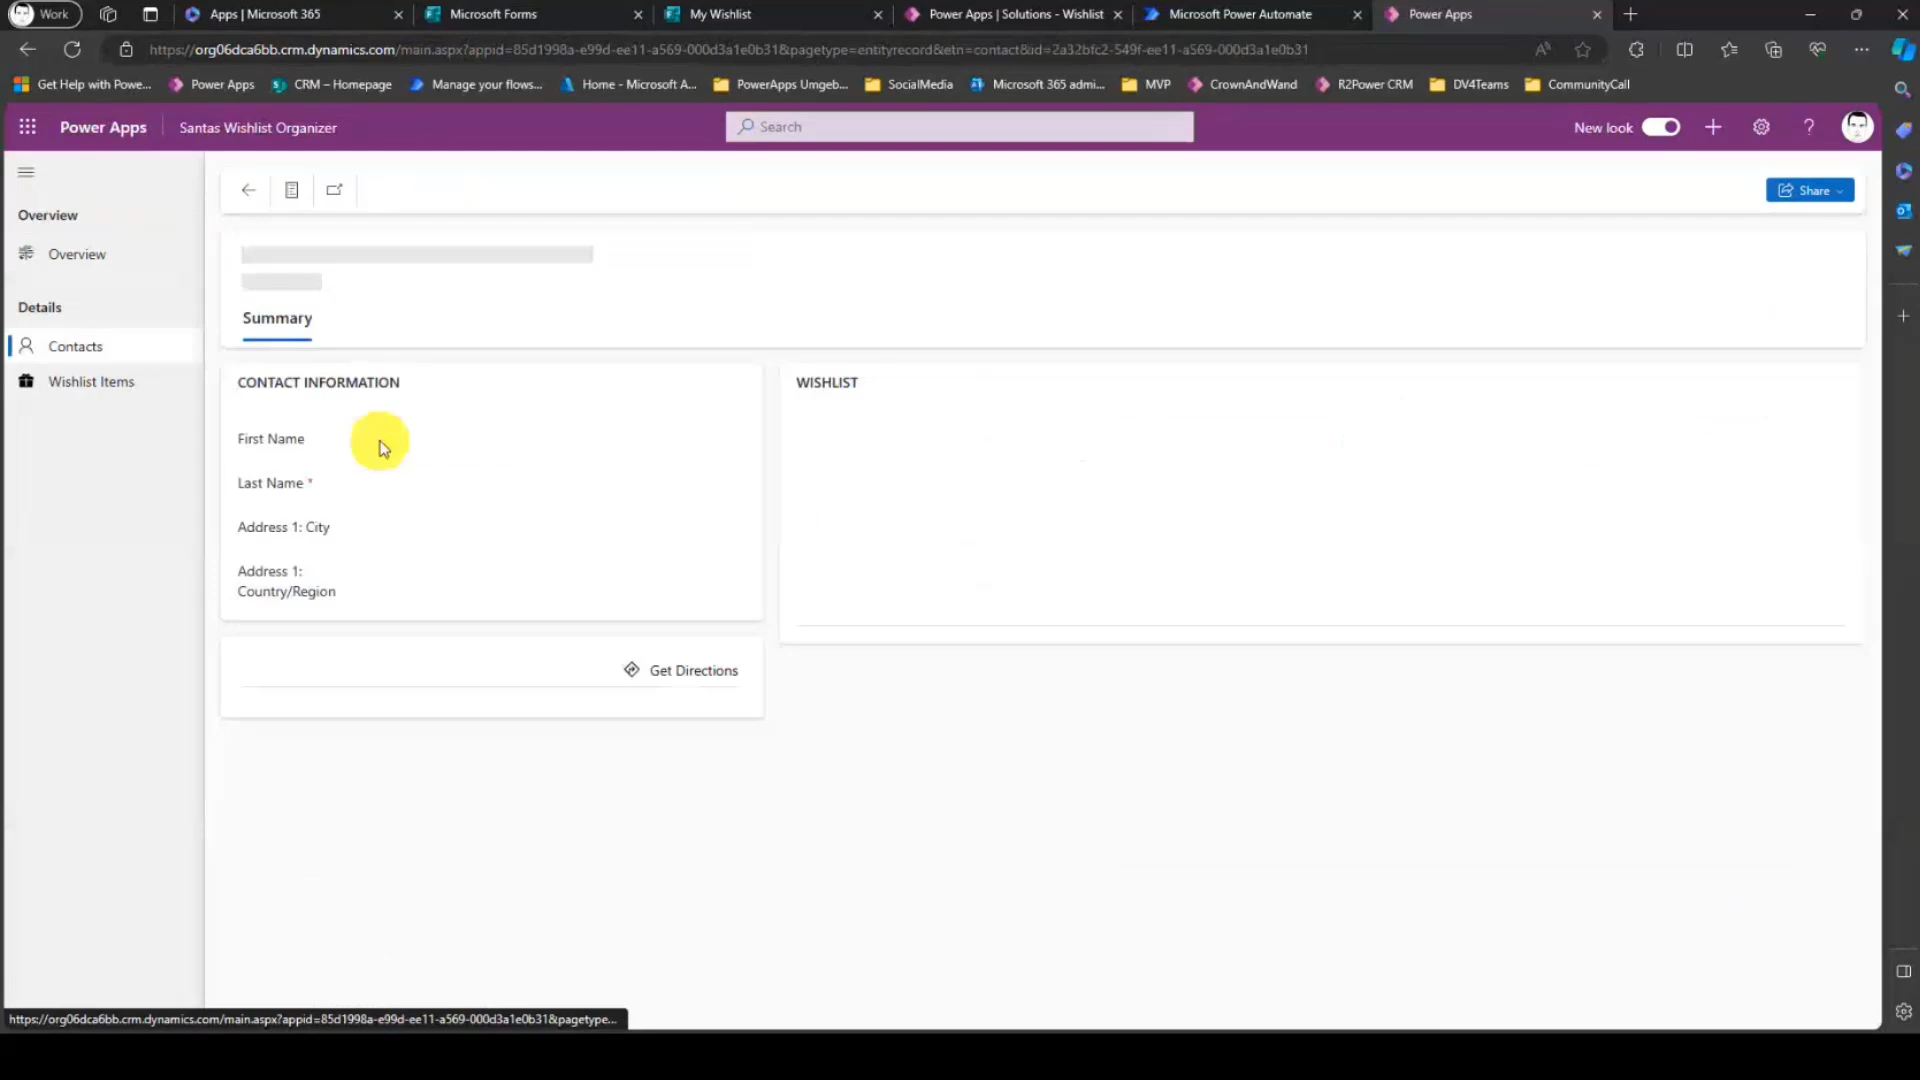 Work
Apps | Microsoft 365
Microsoft Forms
My Wishlist
Power Apps | Solutions - Wishlist
Microsoft Power Automate
Power Apps
https://org06dca6bb.crm.dynamics.com/main.aspx?appid=85d1998a-e99d-ee11-a569-000d3a1e0b31&pagetype=entityrecord&etn=contact&id=2a32bfc2-549f-ee11-a569-000d3a1e0b31
Get Help with Powe...
Power Apps
CRM – Homepage
Manage your flows...
Home - Microsoft A...
PowerApps Umgeb...
SocialMedia
Microsoft 365 admi...
MVP
CrownAndWand
R2Power CRM
DV4Teams
CommunityCall
Power Apps
Santas Wishlist Organizer
Search
New look
Share
Overview
Overview
Details
Contacts
Wishlist Items
Summary
CONTACT INFORMATION
First Name
Last Name *
Address 1: City
Address 1:
Country/Region
WISHLIST
Get Directions
https://org06dca6bb.crm.dynamics.com/main.aspx?appid=85d1998a-e99d-ee11-a569-000d3a1e0b31&pagetype...